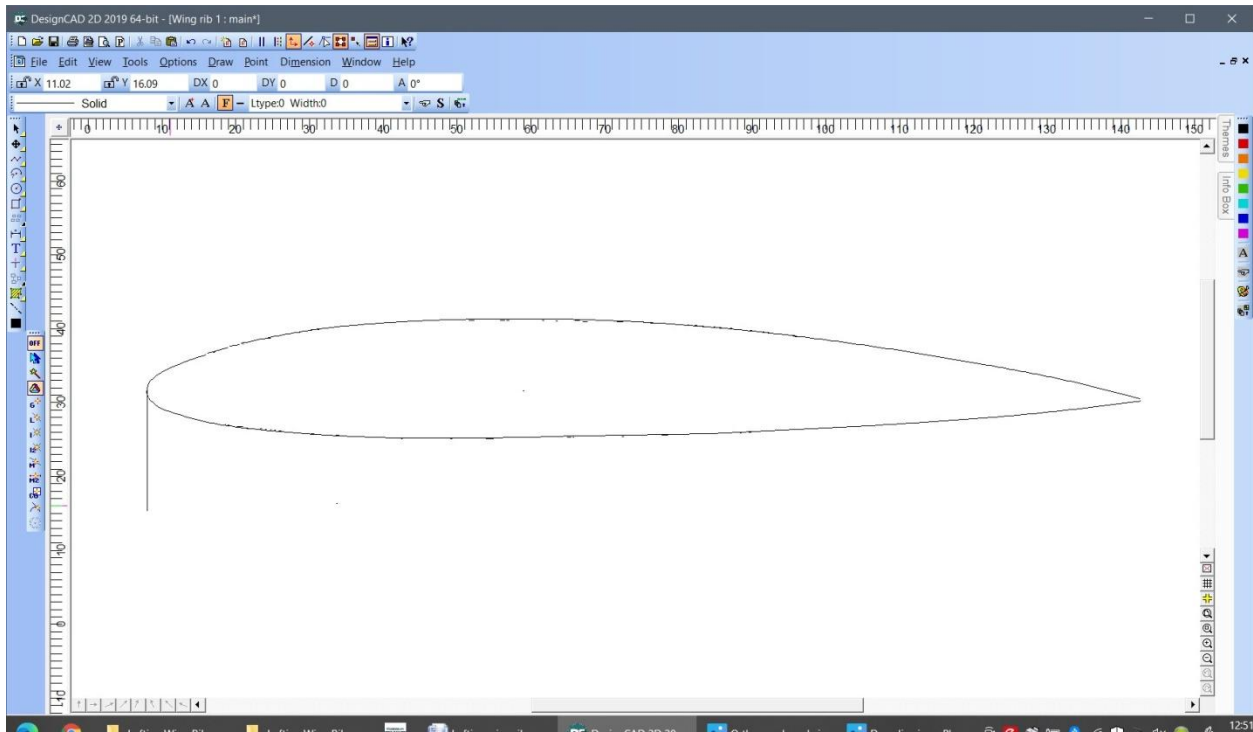 DesignCAD 2D 2019 64-bit - [Wing rib 1 : main*]
File Edit View Tools Options Draw Point Dimension Window Help
X 11.02 Y 16.09 DX 0 DY 0 D 0 A 0°
Solid A A F Ltype:0 Width:0 S
0 10 20 30 40 50 60 70 80 90 100 110 120 130 140 150
Thames
Info Box
60
50
40
30
20
10
0
-10
OFF
T
A
12:51